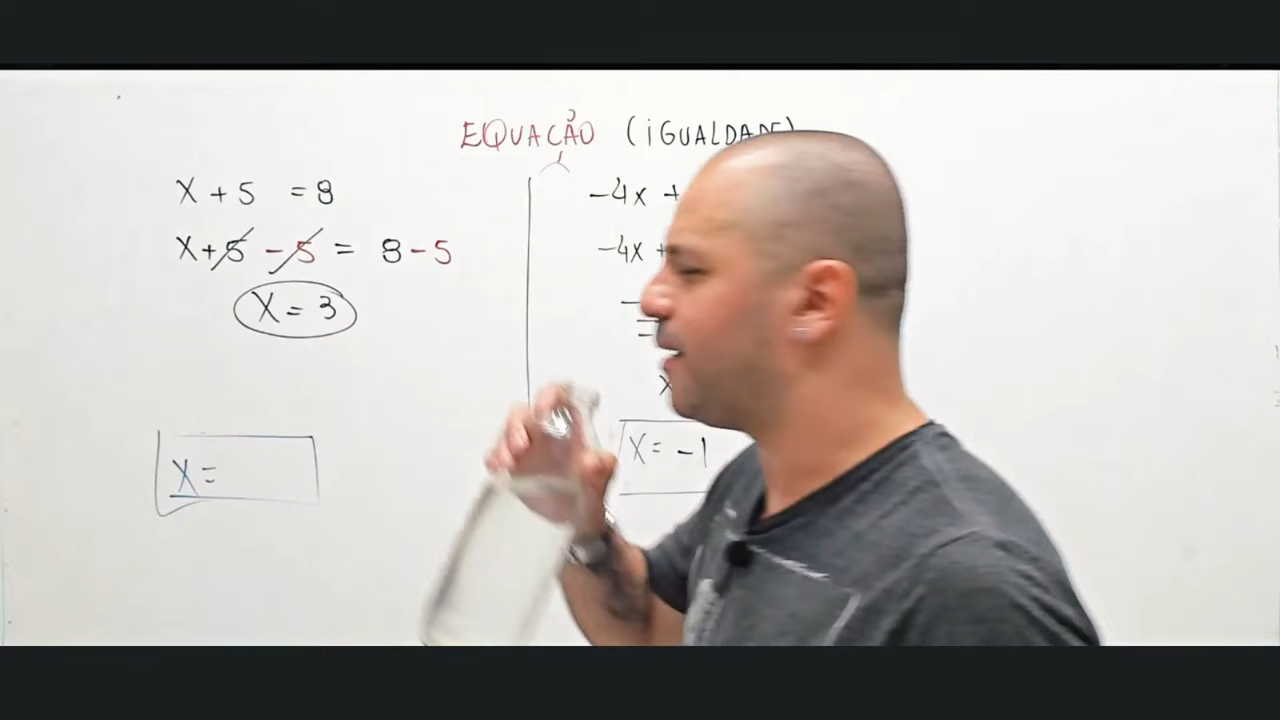 EQUAÇÃO (IGUALDADE)
X + 5 = 8
X + 5 - 5 = 8 - 5
X = 3
X =
-4x +
-4x +
X
X = -1